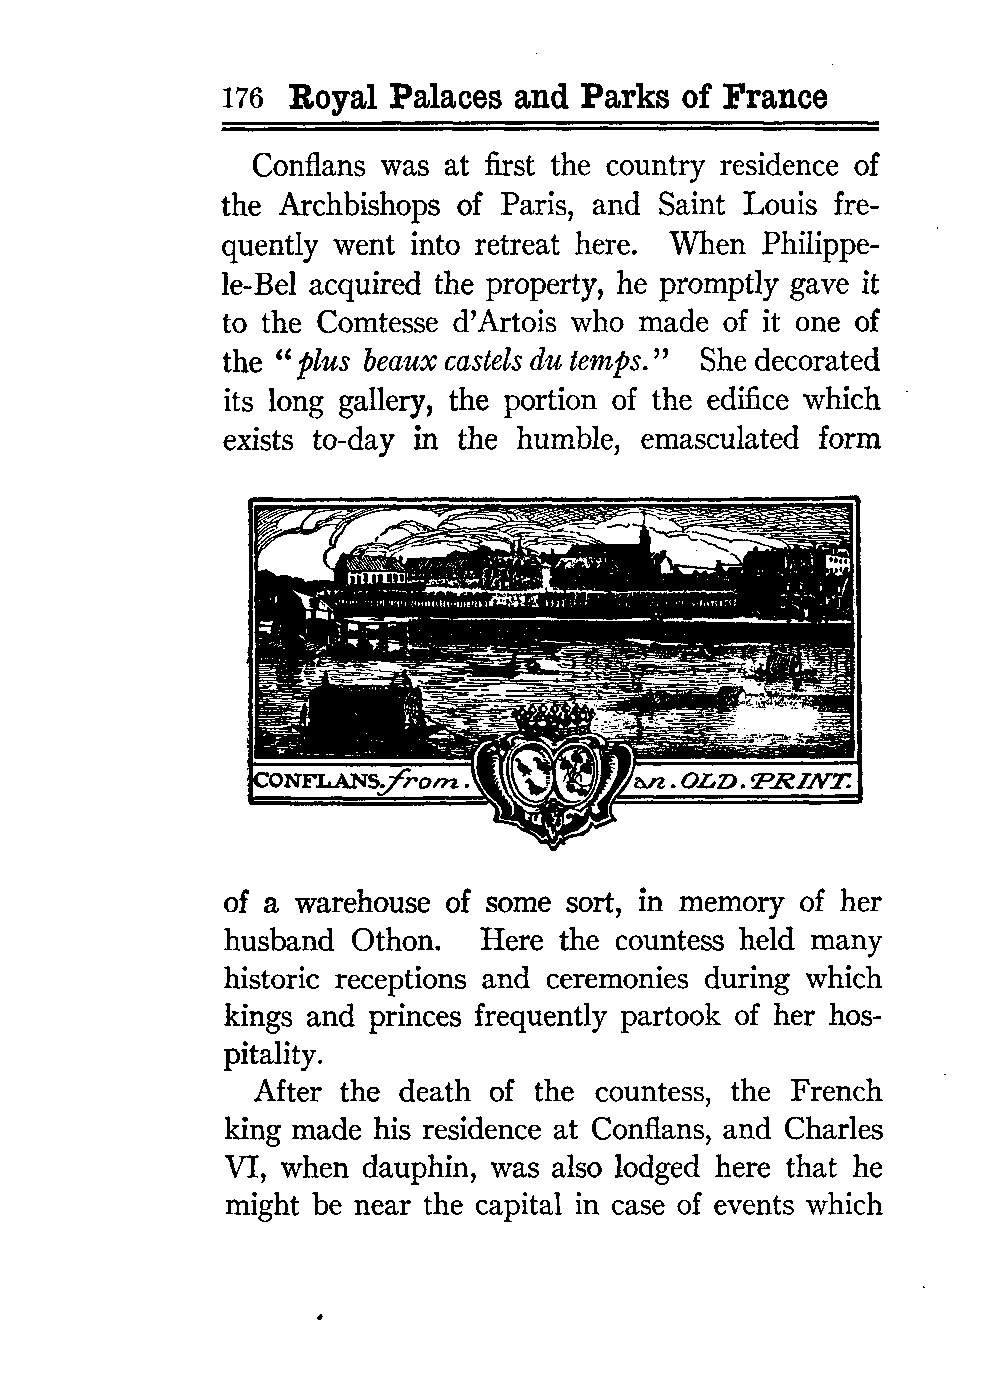 176 Royal Palaces and Parks of France
Conflans was at first the country residence of
the Archbishops of Paris, and Saint Louis fre-
quently went into retreat here. When Philippe-
le-Bel acquired the property, he promptly gave it
to the Comtesse d'Artois who made of it one of
the "plus beaux castels du temps." She decorated
its long gallery, the portion of the edifice which
exists to-day in the humble, emasculated form
CONFLANS. from. an. OLD. PRINT.
of a warehouse of some sort, in memory of her
husband Othon. Here the countess held many
historic receptions and ceremonies during which
kings and princes frequently partook of her hos-
pitality.
After the death of the countess, the French
king made his residence at Conflans, and Charles
VI, when dauphin, was also lodged here that he
might be near the capital in case of events which